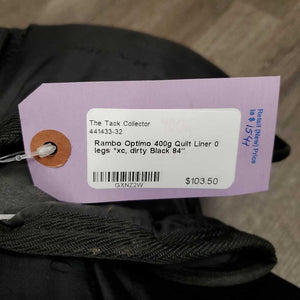 The Tack Collector
441433-32
Rambo Optimo 400g Quilt Liner 0
legs *xc, dirty Black 84"
GXNZ2W
$103.50
Retail (New) Price
is $154+